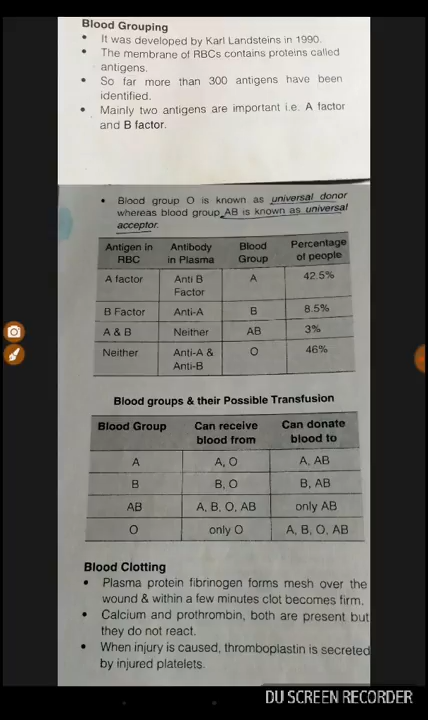 Blood Grouping
• It was developed by Karl Landsteins in 1990.
• The membrane of RBCs contains proteins called
antigens.
• So far more than 300 antigens have been
identified.
• Mainly two antigens are important i.e. A factor
and B factor.
• Blood group O is known as universal donor
whereas blood group AB is known as universal
acceptor.
Antigen in RBC Antibody in Plasma Blood Group Percentage of people
A factor Anti B Factor A 42.5%
B Factor Anti-A B 8.5%
A & B Neither AB 3%
Neither Anti-A & Anti-B O 46%
Blood groups & their Possible Transfusion
Blood Group Can receive blood from Can donate blood to
A A, O A, AB
B B, O B, AB
AB A, B, O, AB only AB
O only O A, B, O, AB
Blood Clotting
• Plasma protein fibrinogen forms mesh over the
wound & within a few minutes clot becomes firm.
• Calcium and prothrombin, both are present but
they do not react.
• When injury is caused, thromboplastin is secreted
by injured platelets.
DU SCREEN RECORDER